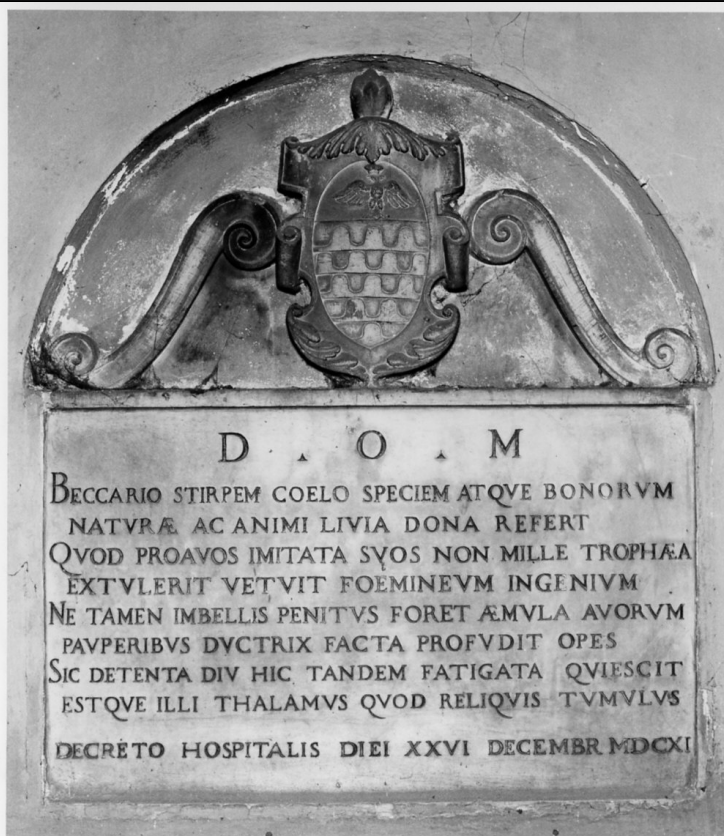 D . O . M
BECCARIO STIRPEM COELO SPECIEM ATQVE BONORVM
NATVRÆ AC ANIMI LIVIA DONA REFERT
QVOD PROAVOS IMITATA SVOS NON MILLE TROPHÆA
EXTVLERIT VETVIT FOEMINEVM INGENIVM
NE TAMEN IMBELLIS PENITVS FORET ÆMVLA AVORVM
PAVPERIBVS DVCTRIX FACTA PROFVDIT OPES
SIC DETENTA DIV HIC TANDEM FATIGATA QVIESCIT
ESTQVE ILLI THALAMVS QVOD RELIQVIS TVMVLVS
DECRETO HOSPITALIS DIEI XXVI DECEMBR MDCXI